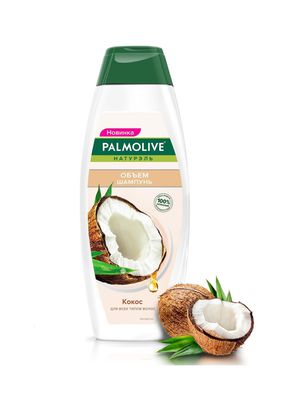 Новинка
PALMOLIVE
НАТУРЭЛЬ
ОБЪЕМ
ШАМПУНЬ
100%
Кокос
для всех типов волос